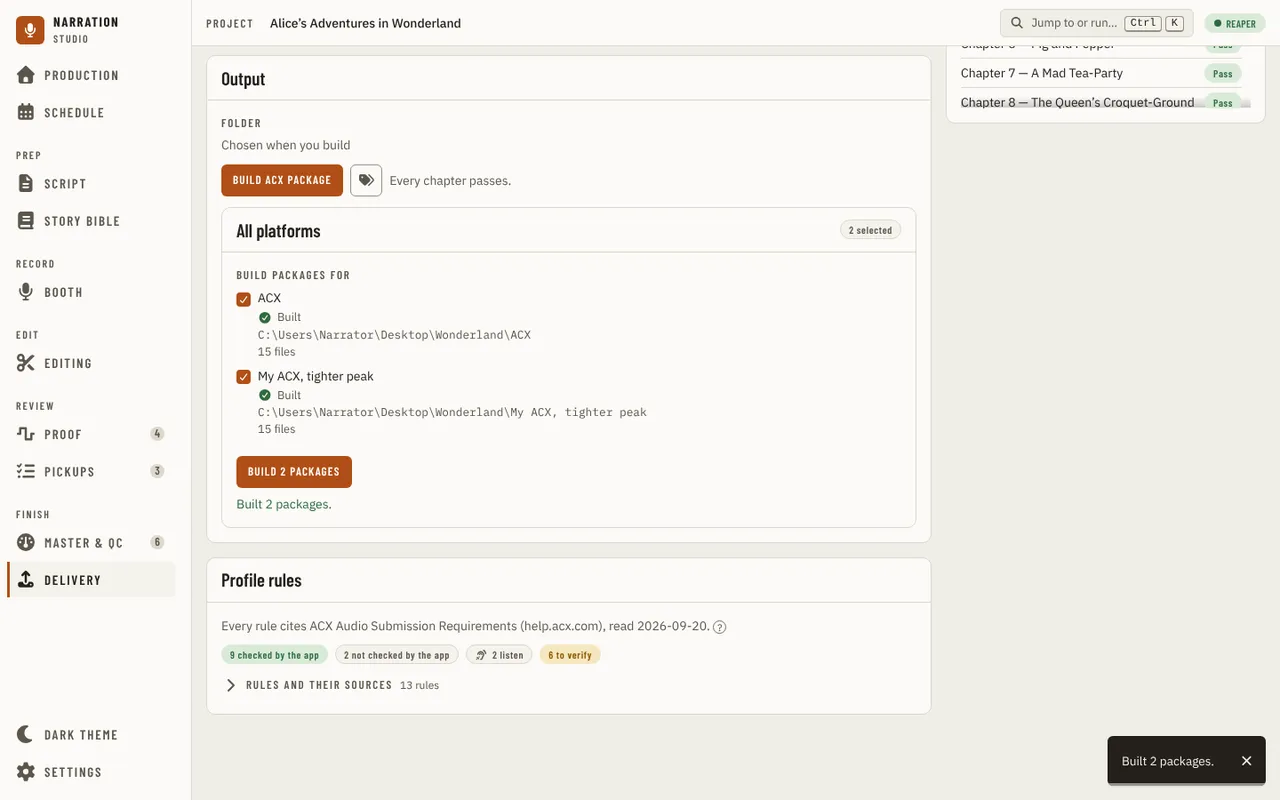 NARRATION
STUDIO
PRODUCTION
SCHEDULE
PREP
SCRIPT
STORY BIBLE
RECORD
BOOTH
EDIT
EDITING
REVIEW
PROOF 4
PICKUPS 3
FINISH
MASTER & QC 6
DELIVERY
DARK THEME
SETTINGS
PROJECT Alice's Adventures in Wonderland
Jump to or run... Ctrl K
REAPER
Output
FOLDER
Chosen when you build
BUILD ACX PACKAGE
Every chapter passes.
All platforms
2 selected
BUILD PACKAGES FOR
ACX
Built
C:\Users\Narrator\Desktop\Wonderland\ACX
15 files
My ACX, tighter peak
Built
C:\Users\Narrator\Desktop\Wonderland\My ACX, tighter peak
15 files
BUILD 2 PACKAGES
Built 2 packages.
Profile rules
Every rule cites ACX Audio Submission Requirements (help.acx.com), read 2026-09-20. ?
9 checked by the app
2 not checked by the app
2 listen
6 to verify
RULES AND THEIR SOURCES 13 rules
Chapter 7 — A Mad Tea-Party Pass
Chapter 8 — The Queen's Croquet-Ground Pass
Built 2 packages.